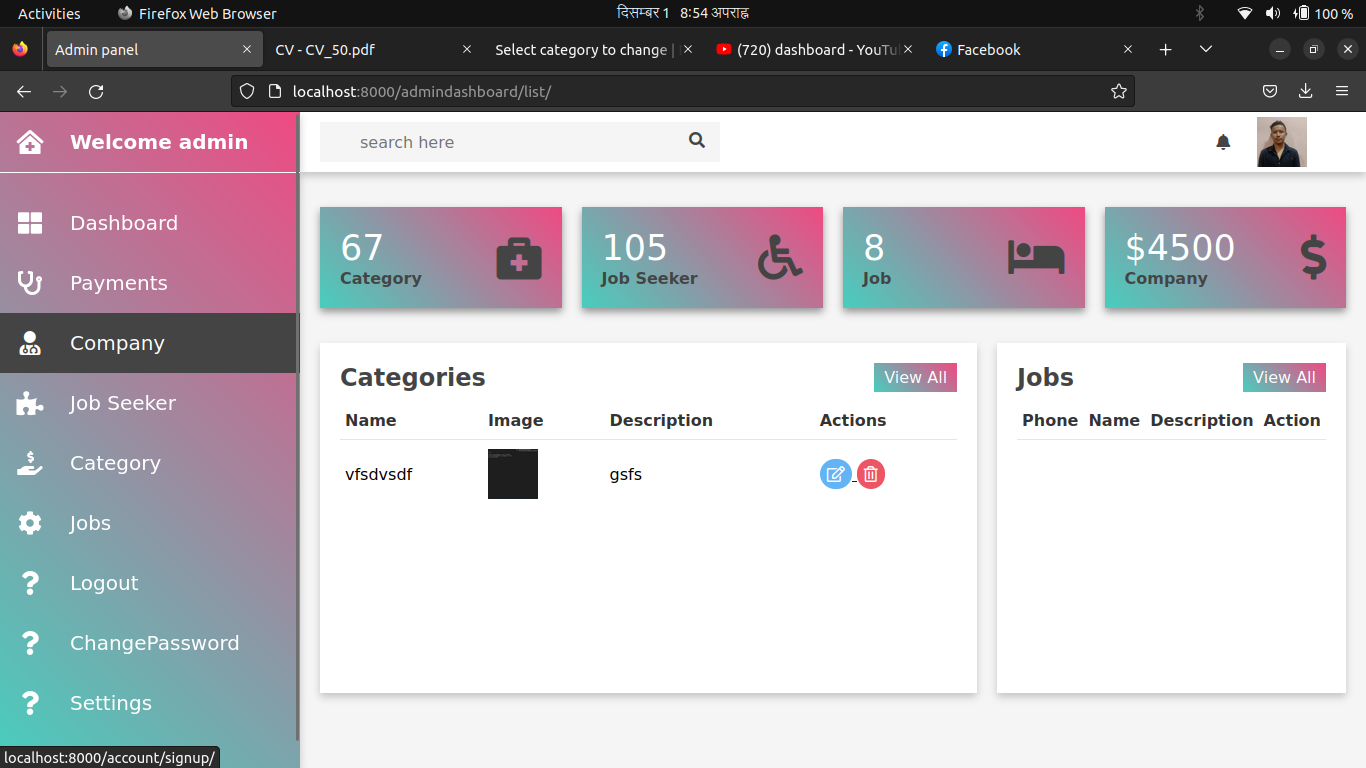 Activities Firefox Web Browser दिसम्बर 1 8:54 अपराह्न 100 %
Admin panel CV - CV_50.pdf Select category to change | (720) dashboard - YouTu Facebook
localhost:8000/admindashboard/list/
Welcome admin
search here
Dashboard
Payments
Company
Job Seeker
Category
Jobs
Logout
ChangePassword
Settings
67
Category
105
Job Seeker
8
Job
$4500
Company
Categories View All
Name Image Description Actions
vfsdvsdf gsfs
Jobs View All
Phone Name Description Action
localhost:8000/account/signup/